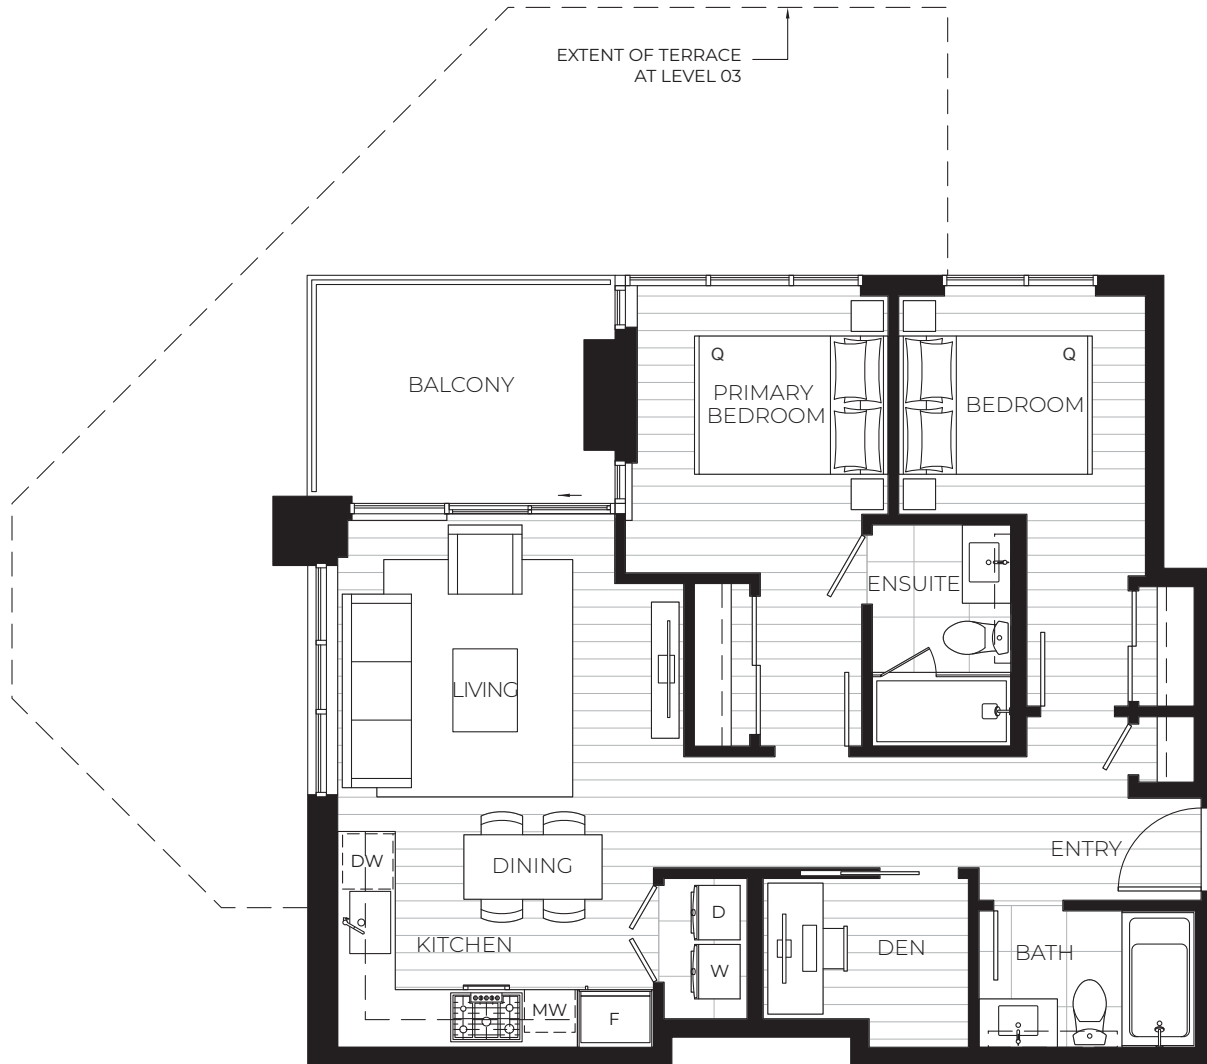 EXTENT OF TERRACE
AT LEVEL 03
BALCONY
Q
PRIMARY
BEDROOM
Q
BEDROOM
ENSUITE
LIVING
ENTRY
DW
DINING
D
KITCHEN
W
DEN
BATH
MW
F